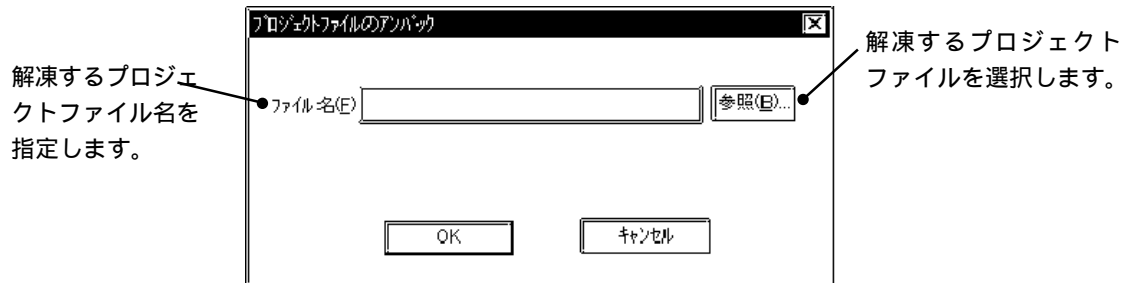 ﾌﾟﾛｼﾞｪｸﾄﾌｧｲﾙのｱﾝﾊﾟｯｸ
解凍するプロジェ
クトファイル名を
指定します。
ﾌｧｲﾙ名(F)
参照(B)...
解凍するプロジェクト
ファイルを選択します。
OK
ｷｬﾝｾﾙ